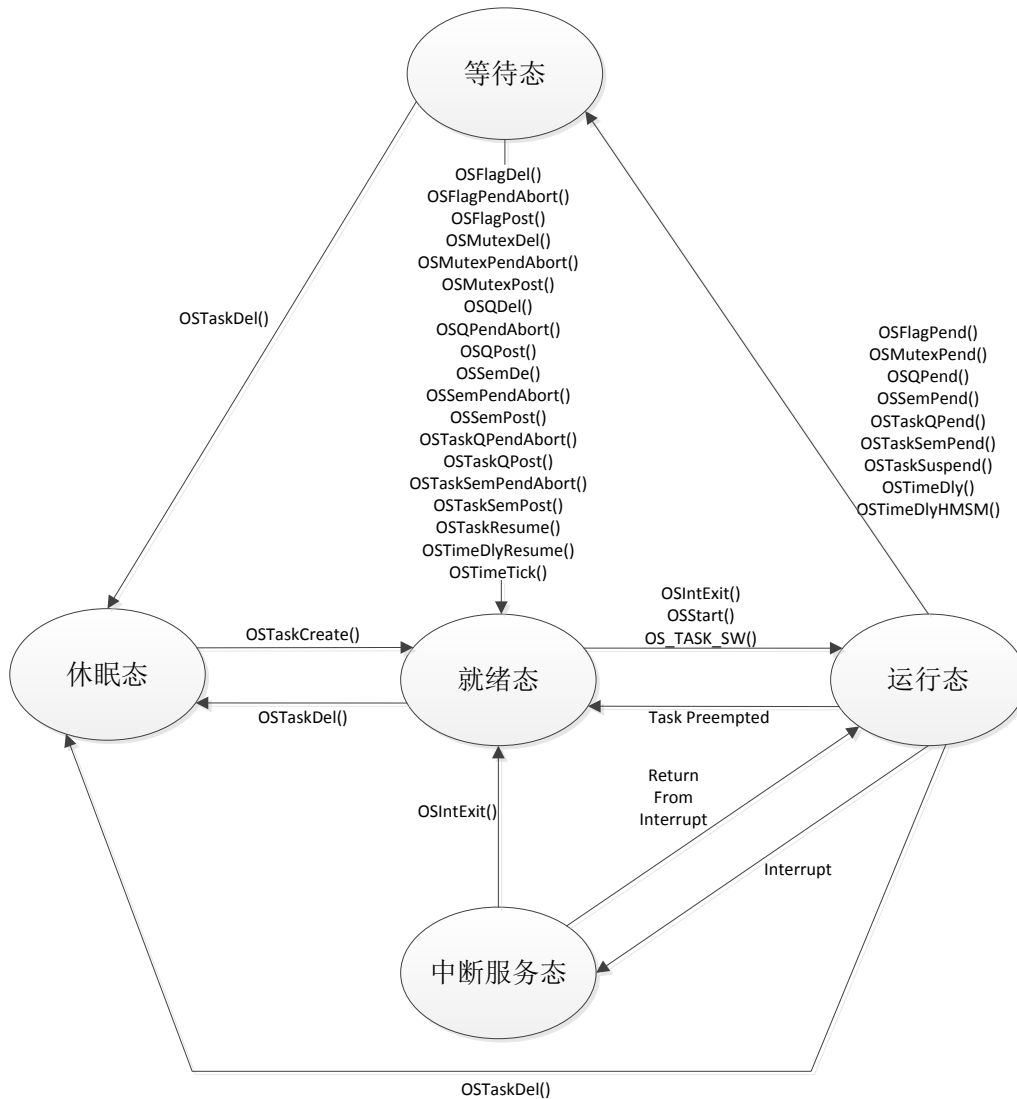 等待态
OSFlagDel()
OSFlagPendAbort()
OSFlagPost()
OSMutexDel()
OSMutexPendAbort()
OSMutexPost()
OSQDel()
OSQPendAbort()
OSQPost()
OSSemDe()
OSSemPendAbort()
OSSemPost()
OSTaskQPendAbort()
OSTaskQPost()
OSTaskSemPendAbort()
OSTaskSemPost()
OSTaskResume()
OSTimeDlyResume()
OSTimeTick()
OSTaskDel()
OSFlagPend()
OSMutexPend()
OSQPend()
OSSemPend()
OSTaskQPend()
OSTaskSemPend()
OSTaskSuspend()
OSTimeDly()
OSTimeDlyHMSM()
休眠态
OSTaskCreate()
OSTaskDel()
就绪态
OSIntExit()
OSStart()
OS_TASK_SW()
Task Preempted
运行态
OSIntExit()
Return
From
Interrupt
Interrupt
中断服务态
OSTaskDel()